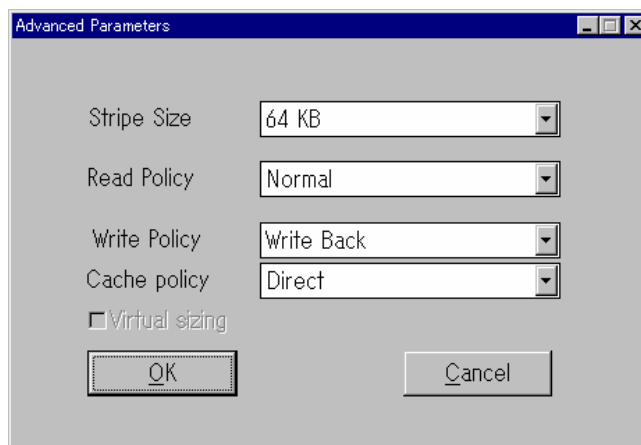 Advanced Parameters
Stripe Size 64 KB
Read Policy Normal
Write Policy Write Back
Cache policy Direct
Virtual sizing
OK Cancel